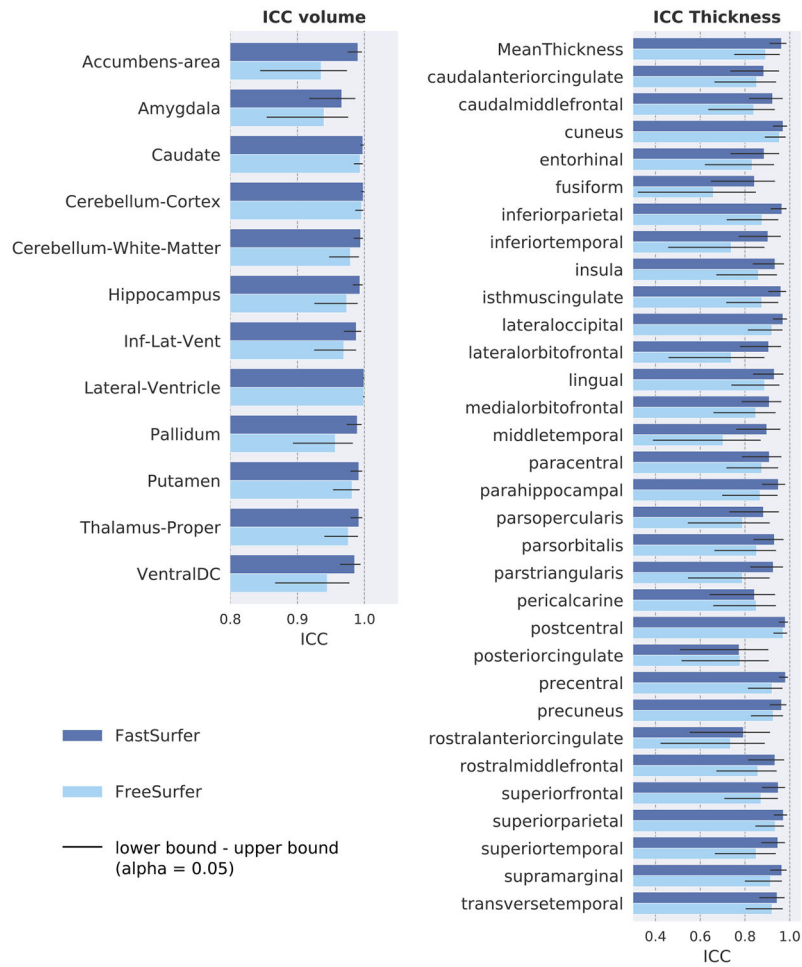 ICC volume
Accumbens-area
Amygdala
Caudate
Cerebellum-Cortex
Cerebellum-White-Matter
Hippocampus
Inf-Lat-Vent
Lateral-Ventricle
Pallidum
Putamen
Thalamus-Proper
VentralDC
0.8 0.9 1.0
ICC
FastSurfer
FreeSurfer
lower bound - upper bound
(alpha = 0.05)
ICC Thickness
MeanThickness
caudalanteriorcingulate
caudalmiddlefrontal
cuneus
entorhinal
fusiform
inferiorparietal
inferiortemporal
insula
isthmuscingulate
lateraloccipital
lateralorbitofrontal
lingual
medialorbitofrontal
middletemporal
paracentral
parahippocampal
parsopercularis
parsorbitalis
parstriangularis
pericalcarine
postcentral
posteriorcingulate
precentral
precuneus
rostralanteriorcingulate
rostralmiddlefrontal
superiorfrontal
superiorparietal
superiortemporal
supramarginal
transversetemporal
0.4 0.6 0.8 1.0
ICC